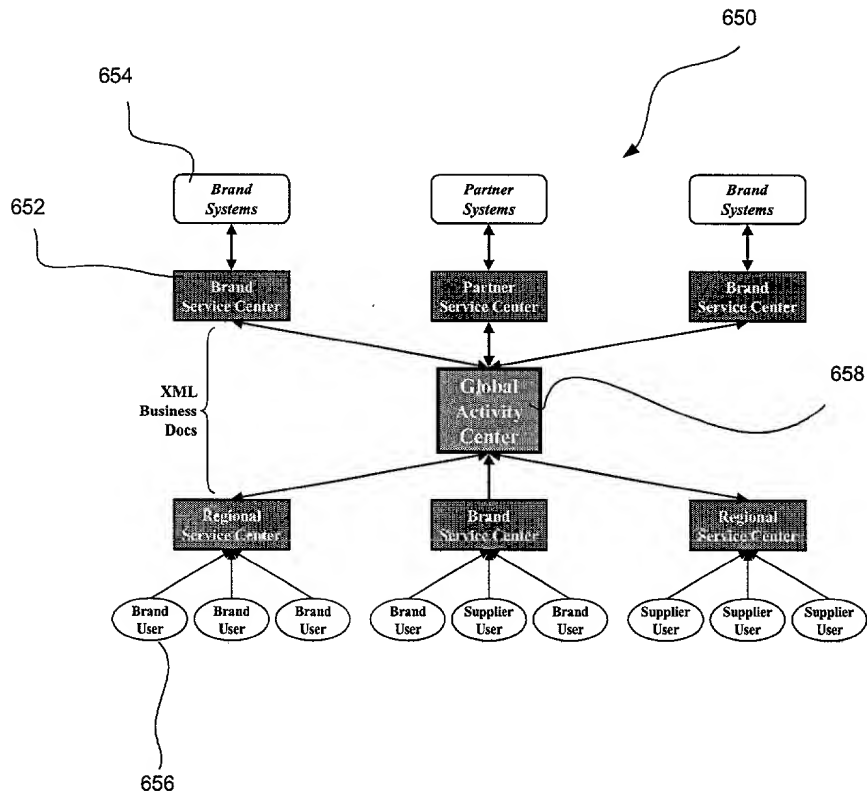 650
654
Brand
Systems
Partner
Systems
Brand
Systems
652
Brand
Service Center
Partner
Service Center
Brand
Service Center
XML
Business
Docs
Global
Activity
Center
658
Regional
Service Center
Brand
Service Center
Regional
Service Center
Brand
User
Brand
User
Brand
User
Brand
User
Supplier
User
Brand
User
Supplier
User
Supplier
User
Supplier
User
656